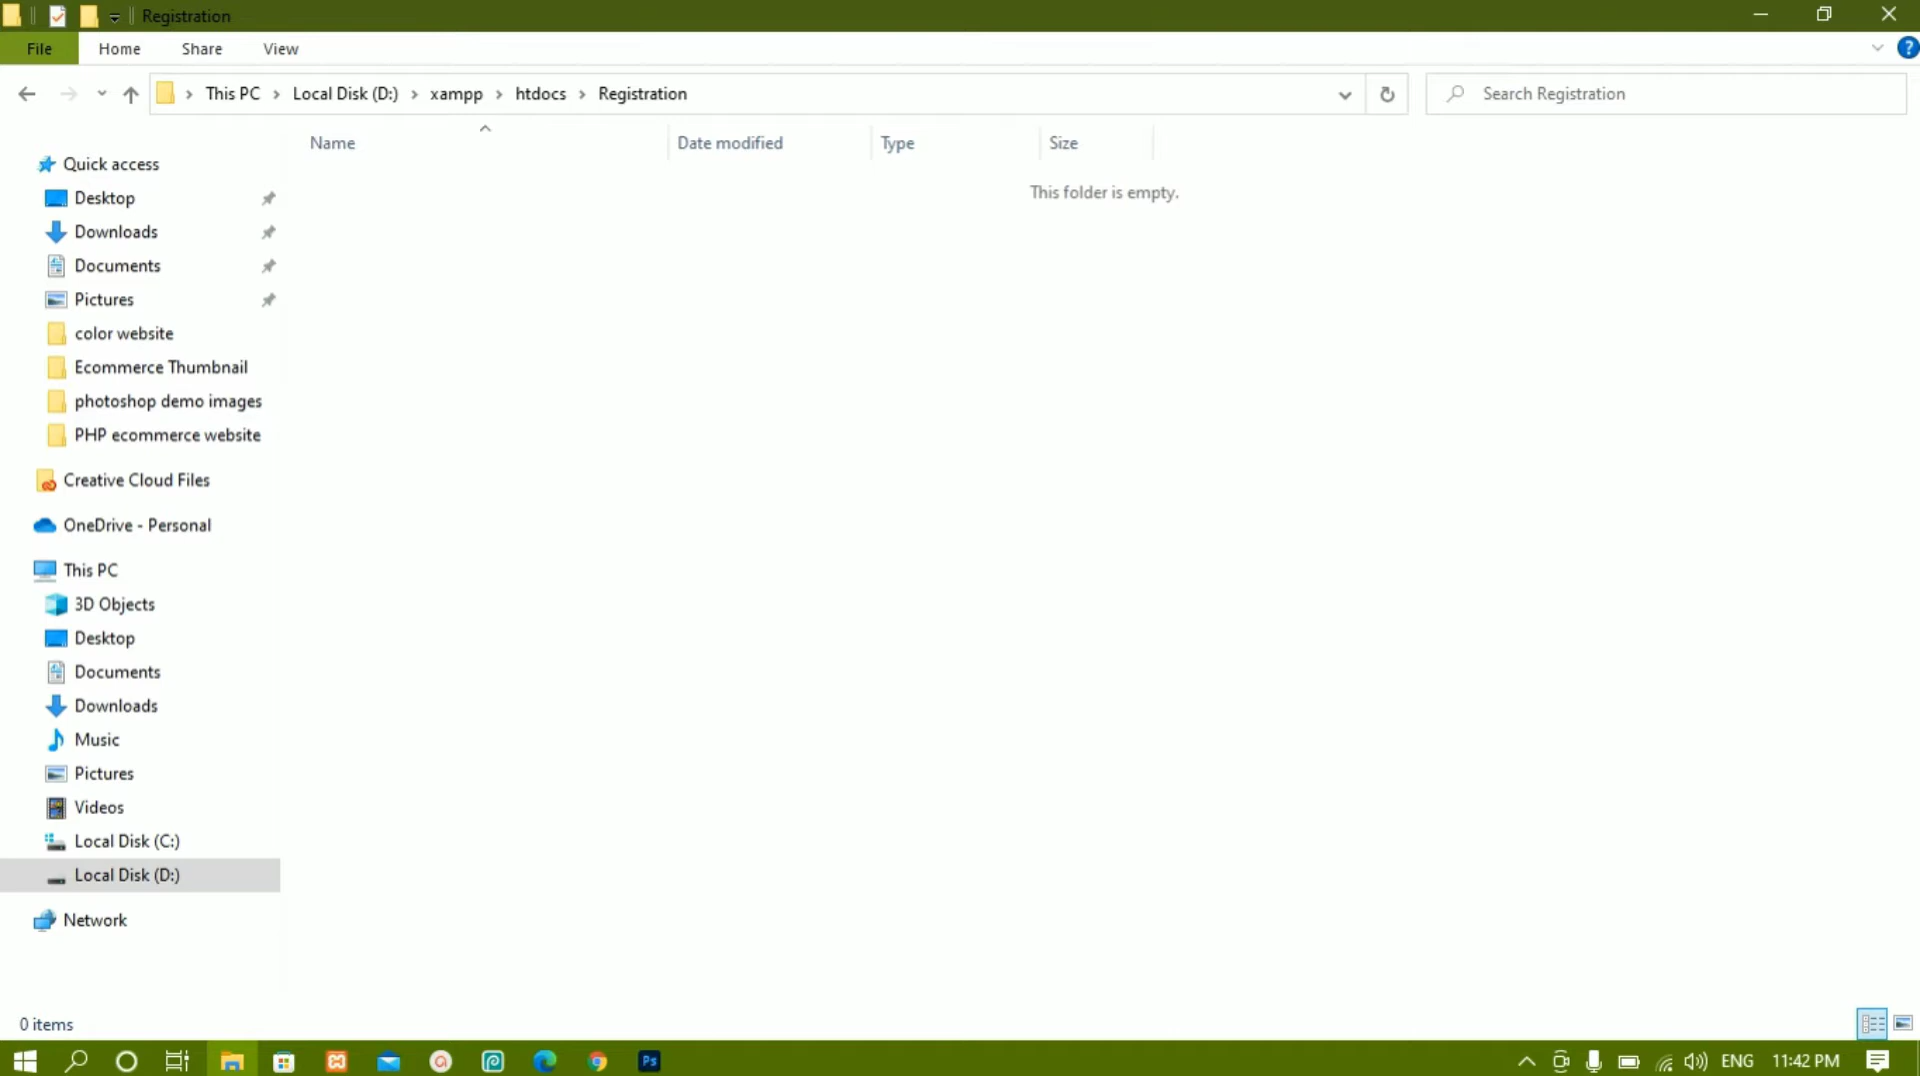 Registration
File Home Share View
This PC Local Disk (D:) xampp htdocs Registration
Search Registration
Name Date modified Type Size
This folder is empty.
Quick access
Desktop
Downloads
Documents
Pictures
color website
Ecommerce Thumbnail
photoshop demo images
PHP ecommerce website
Creative Cloud Files
OneDrive - Personal
This PC
3D Objects
Desktop
Documents
Downloads
Music
Pictures
Videos
Local Disk (C:)
Local Disk (D:)
Network
0 items
Ps
ENG 11:42 PM